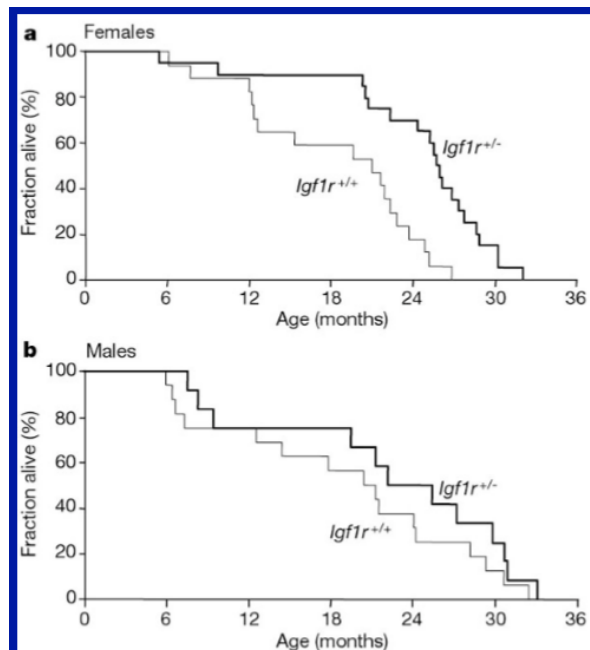 a Females
100
80
60
40
20
0
Fraction alive (%)
Igf1r+/-
Igf1r+/+
0 6 12 18 24 30 36
Age (months)
b Males
100
80
60
40
20
0
Fraction alive (%)
Igf1r+/-
Igf1r+/+
0 6 12 18 24 30 36
Age (months)